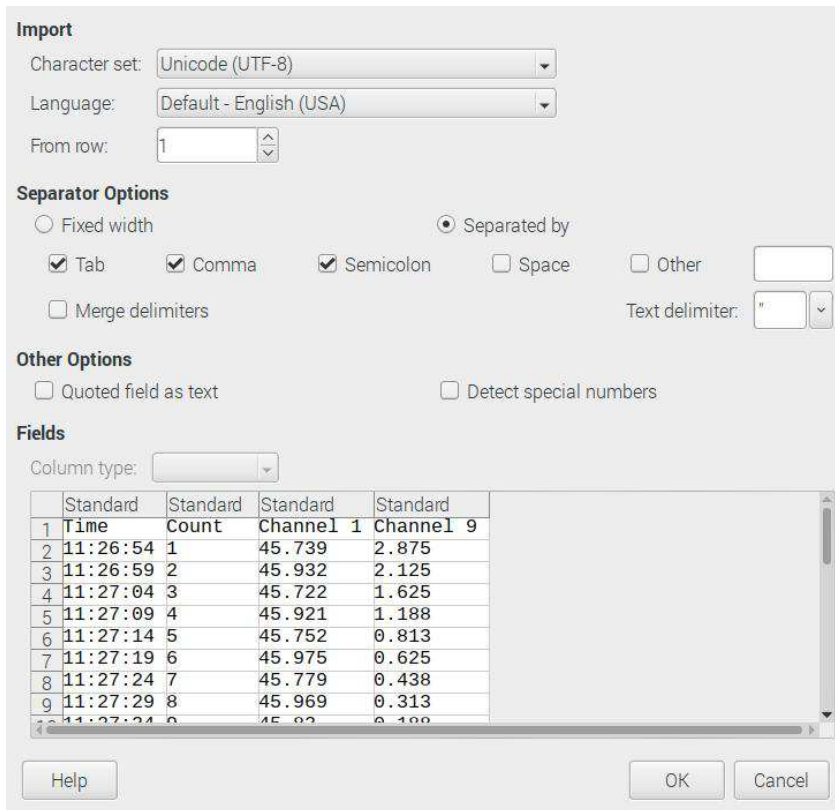 Import
Character set: Unicode (UTF-8)
Language: Default - English (USA)
From row: 1
Separator Options
Fixed width Separated by
Tab Comma Semicolon Space Other
Merge delimiters Text delimiter: "
Other Options
Quoted field as text Detect special numbers
Fields
Column type:
Standard Standard Standard Standard
1 Time Count Channel 1 Channel 9
2 11:26:54 1 45.739 2.875
3 11:26:59 2 45.932 2.125
4 11:27:04 3 45.722 1.625
5 11:27:09 4 45.921 1.188
6 11:27:14 5 45.752 0.813
7 11:27:19 6 45.975 0.625
8 11:27:24 7 45.779 0.438
9 11:27:29 8 45.969 0.313
Help OK Cancel